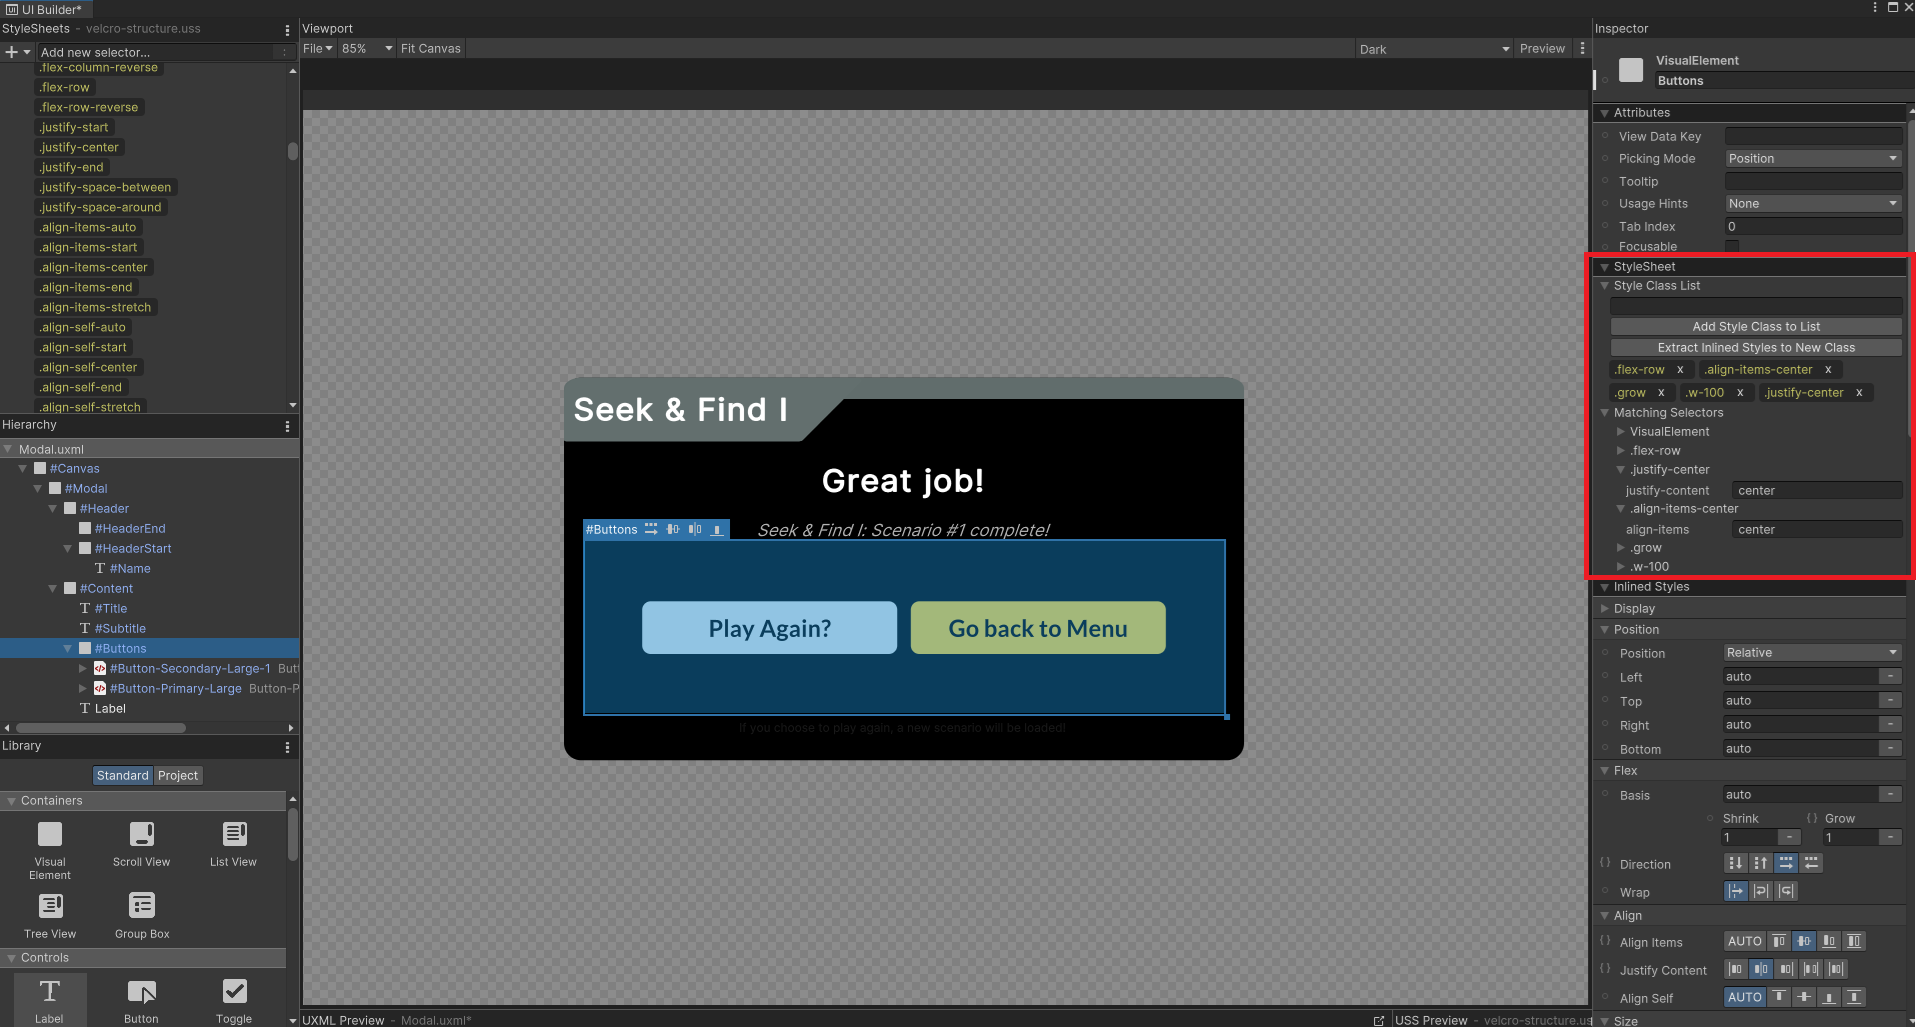 UI Builder*
StyleSheets - velcro-structure.uss
Add new selector...
.flex-column-reverse
.flex-row
.flex-row-reverse
.justify-start
.justify-center
.justify-end
.justify-space-between
.justify-space-around
.align-items-auto
.align-items-start
.align-items-center
.align-items-end
.align-items-stretch
.align-self-auto
.align-self-start
.align-self-center
.align-self-end
.align-self-stretch
Hierarchy
Modal.uxml
#Canvas
#Modal
#Header
#HeaderEnd
#HeaderStart
#Name
#Content
#Title
#Subtitle
#Buttons
#Button-Secondary-Large-1 Butt
#Button-Primary-Large Button-P
Label
Library
Standard Project
Containers
Visual Element
Scroll View
List View
Tree View
Group Box
Controls
Label
Button
Toggle
Viewport
File 85% Fit Canvas
Dark Preview
Seek & Find I
Great job!
#Buttons
Seek & Find I: Scenario #1 complete!
Play Again?
Go back to Menu
If you choose to play again, a new scenario will be loaded!
UXML Preview - Modal.uxml*
USS Preview - velcro-structure.us
Inspector
VisualElement
Buttons
Attributes
View Data Key
Picking Mode Position
Tooltip
Usage Hints None
Tab Index 0
Focusable
StyleSheet
Style Class List
Add Style Class to List
Extract Inlined Styles to New Class
.flex-row x .align-items-center x
.grow x .w-100 x .justify-center x
Matching Selectors
VisualElement
.flex-row
.justify-center
justify-content center
.align-items-center
align-items center
.grow
.w-100
Inlined Styles
Display
Position
Position Relative
Left auto
Top auto
Right auto
Bottom auto
Flex
Basis auto
Shrink {} Grow
1 1
{} Direction
Wrap
Align
{} Align Items AUTO
{} Justify Content
Align Self AUTO
Size